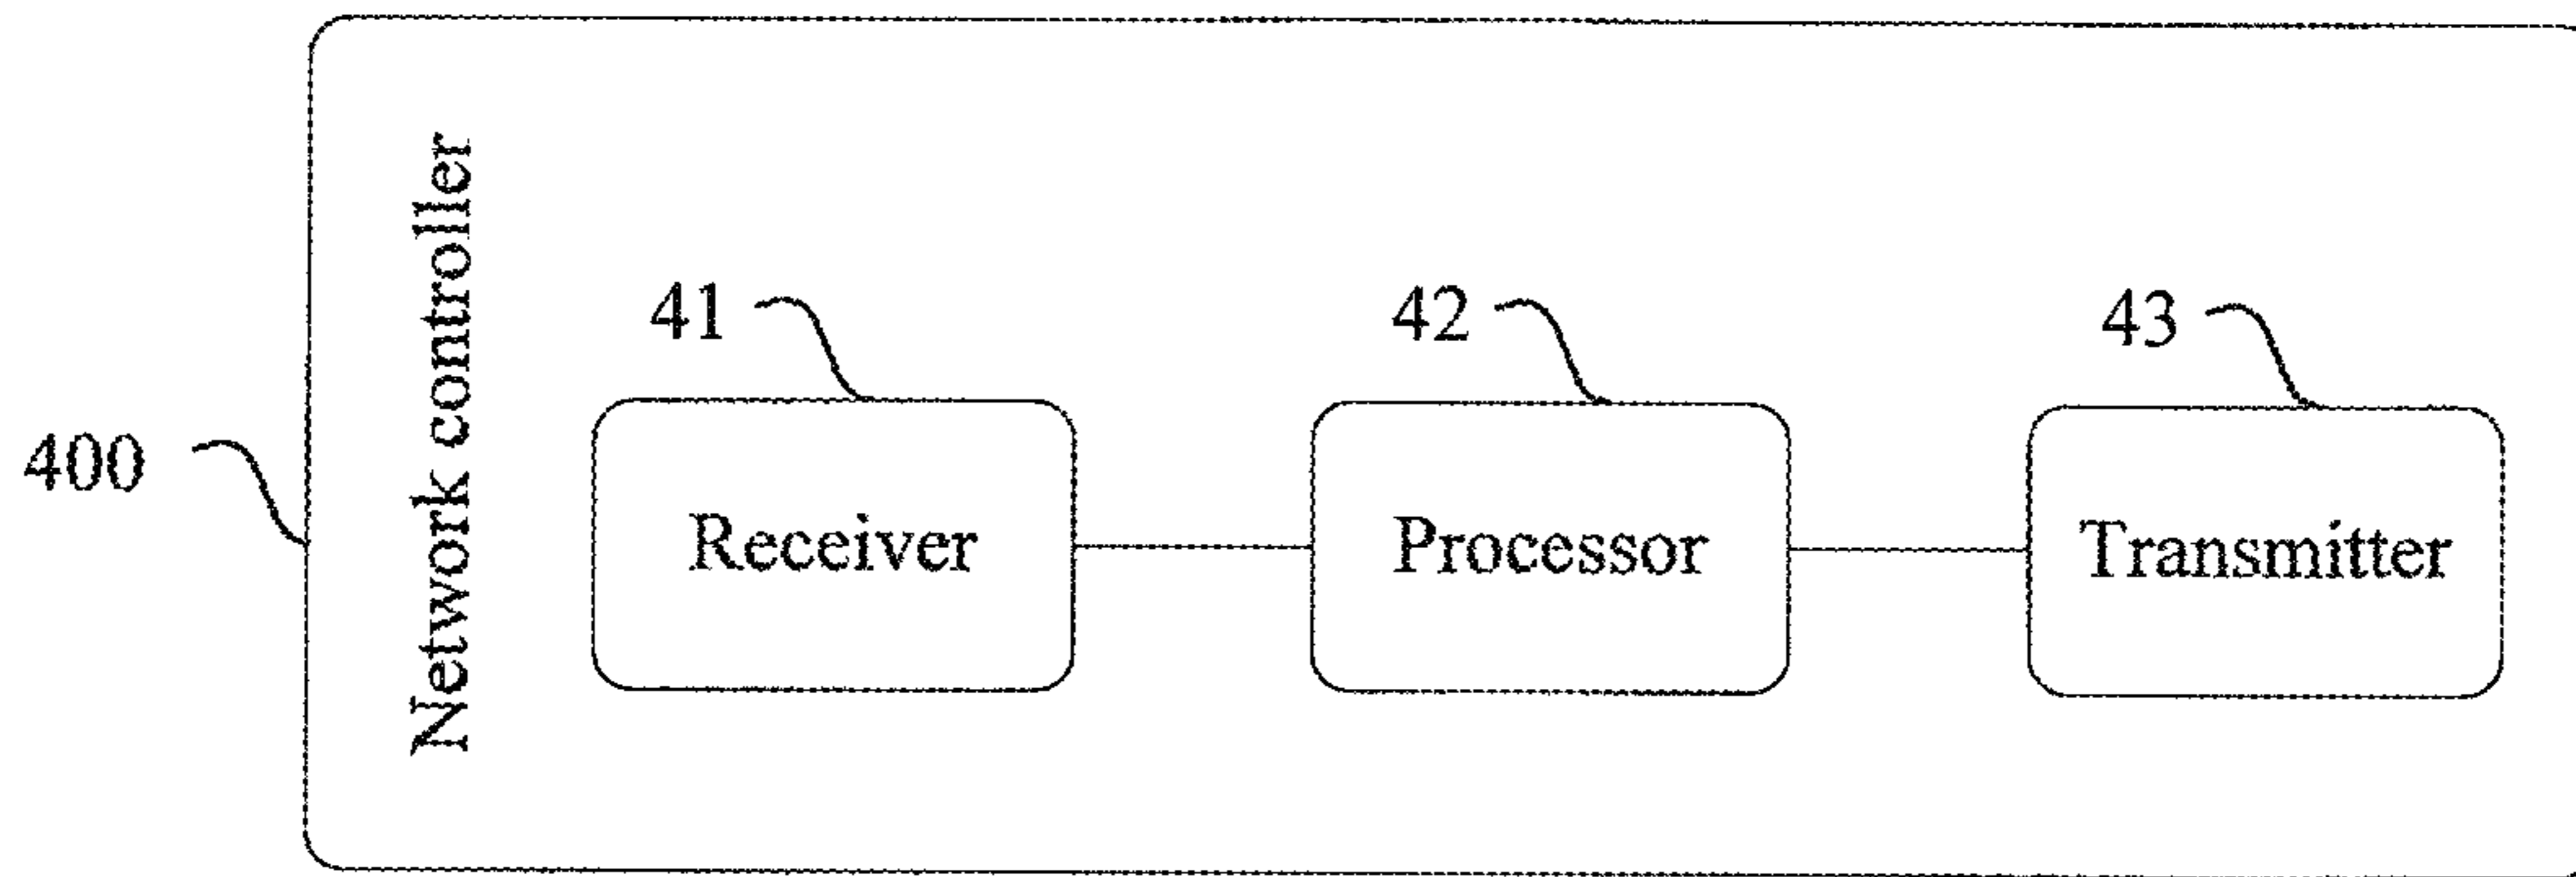 400
Network controller
41
42
43
Receiver
Processor
Transmitter